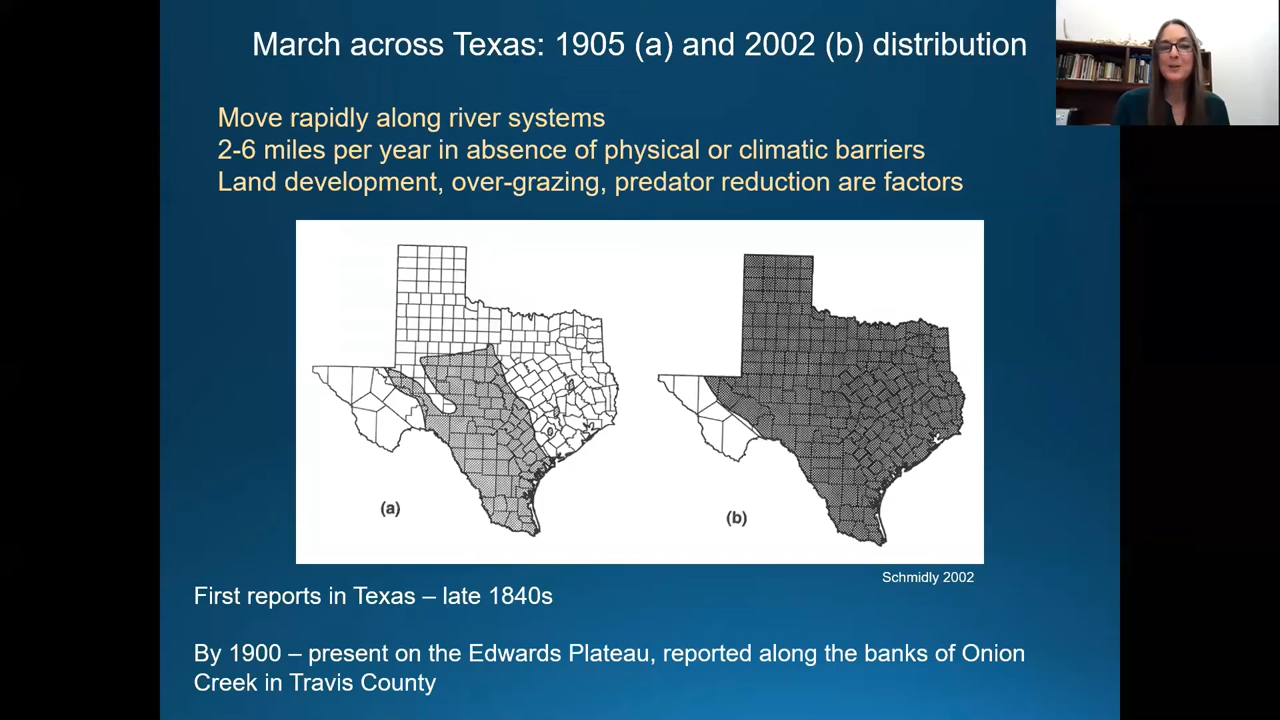 March across Texas: 1905 (a) and 2002 (b) distribution
Move rapidly along river systems
2-6 miles per year in absence of physical or climatic barriers
Land development, over-grazing, predator reduction are factors
(a)
(b)
Schmidly 2002
First reports in Texas – late 1840s
By 1900 – present on the Edwards Plateau, reported along the banks of Onion
Creek in Travis County